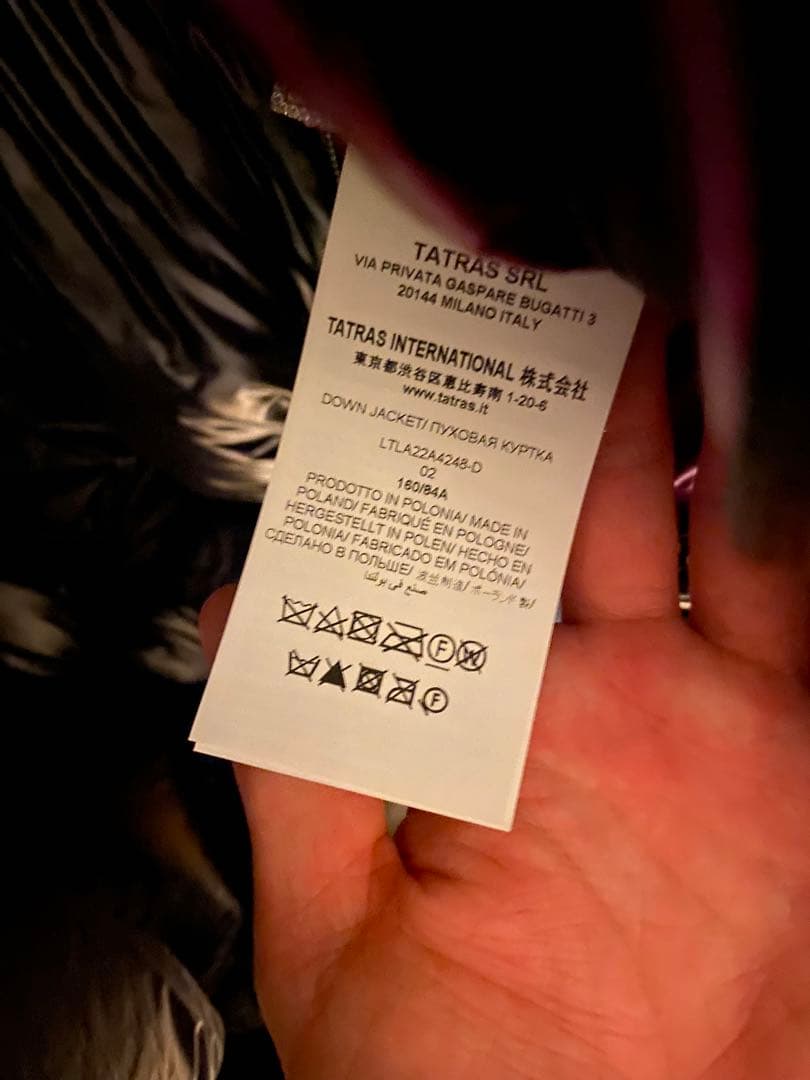 TATRAS SRL
VIA PRIVATA GASPARE BUGATTI 3
20144 MILANO ITALY
TATRAS INTERNATIONAL 株式会社
東京都渋谷区恵比寿南 1-20-6
www.tatras.it
DOWN JACKET/ ПУХОВАЯ КУРТКА
LTLA22A4248-D
02
160/84A
PRODOTTO IN POLONIA/ MADE IN
POLAND/ FABRIQUÉ EN POLOGNE/
HERGESTELLT IN POLEN/ HECHO EN
POLONIA/ FABRICADO EM POLÓNIA/
СДЕЛАНО В ПОЛЬШЕ/ 波兰制造/ ポーランド製/
صنع في بولندا
F W
F